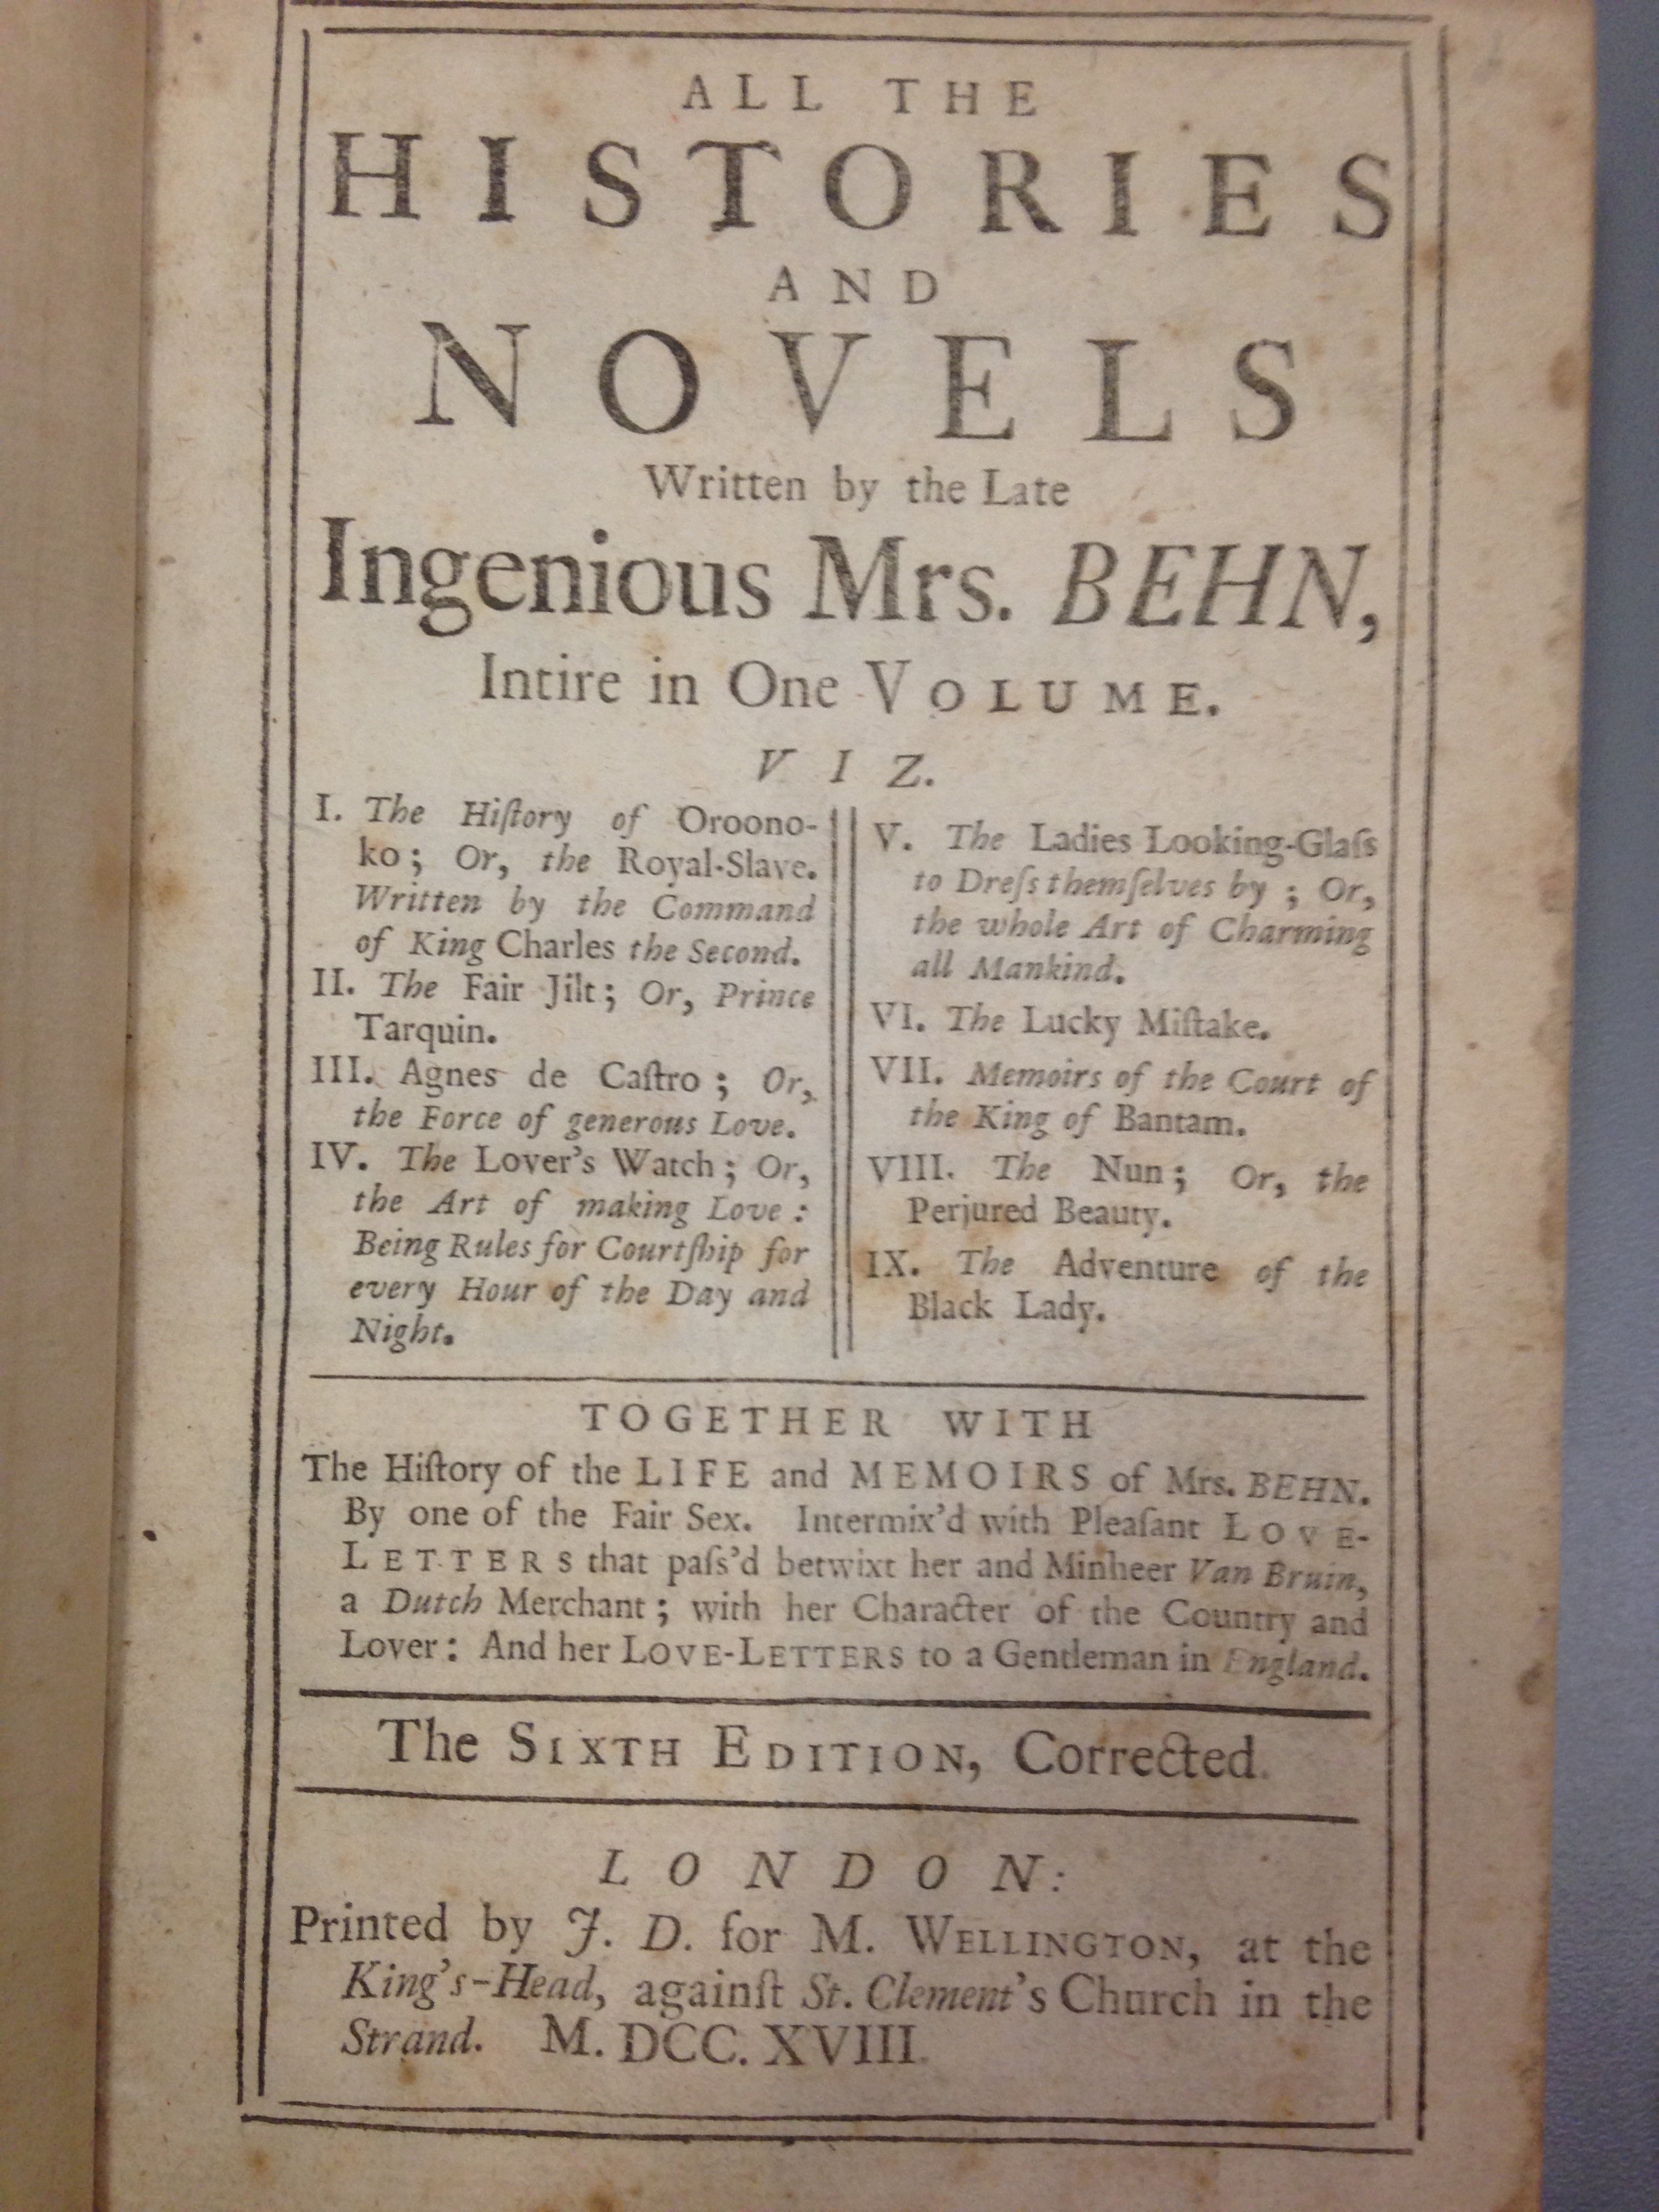 ALL THE
HISTORIES
AND
NOVELS
Written by the Late
Ingenious Mrs. BEHN,
Intire in One VOLUME.
VIZ.
I. The Hiſtory of Oroono-
ko; Or, the Royal-Slave.
Written by the Command
of King Charles the Second.
II. The Fair Jilt; Or, Prince
Tarquin.
III. Agnes de Caſtro; Or,
the Force of generous Love.
IV. The Lover's Watch; Or,
the Art of making Love:
Being Rules for Courtſhip for
every Hour of the Day and
Night.
V. The Ladies Looking-Glaſs
to Dreſs themſelves by; Or,
the whole Art of Charming
all Mankind.
VI. The Lucky Miſtake.
VII. Memoirs of the Court of
the King of Bantam.
VIII. The Nun; Or, the
Perjured Beauty.
IX. The Adventure of the
Black Lady.
TOGETHER WITH
The Hiſtory of the LIFE and MEMOIRS of Mrs. BEHN.
By one of the Fair Sex. Intermix'd with Pleaſant LOVE-
LETTERS that paſs'd betwixt her and Minheer Van Bruin,
a Dutch Merchant; with her Character of the Country and
Lover: And her LOVE-LETTERS to a Gentleman in England.
The SIXTH EDITION, Corrected.
LONDON:
Printed by J. D. for M. WELLINGTON, at the
King's-Head, againſt St. Clement's Church in the
Strand. M. DCC. XVIII.